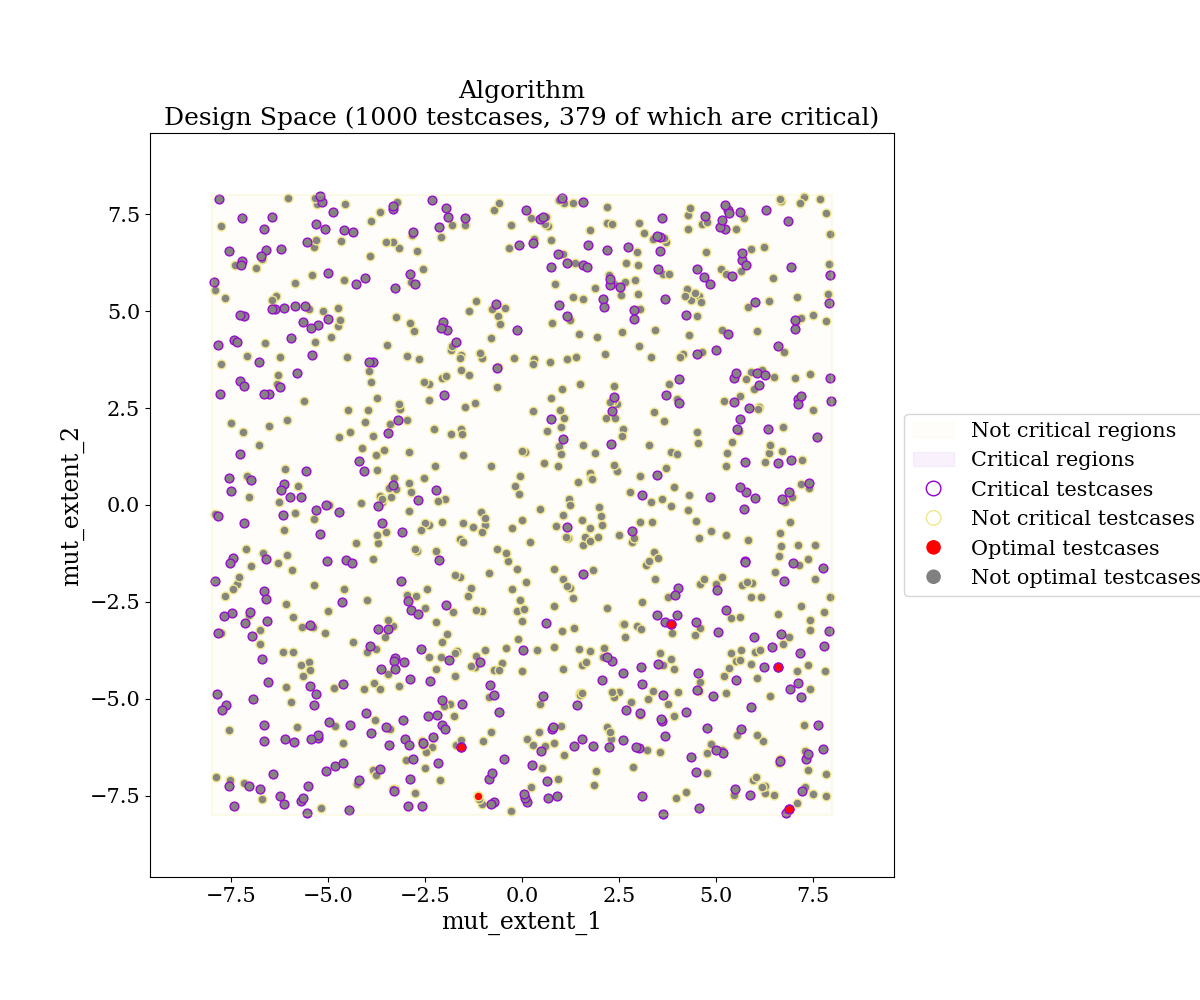 Algorithm
Design Space (1000 testcases, 379 of which are critical)
7.5
5.0
2.5
0.0
−2.5
−5.0
−7.5
mut_extent_2
−7.5 −5.0 −2.5 0.0 2.5 5.0 7.5
mut_extent_1
Not critical regions
Critical regions
Critical testcases
Not critical testcases
Optimal testcases
Not optimal testcases